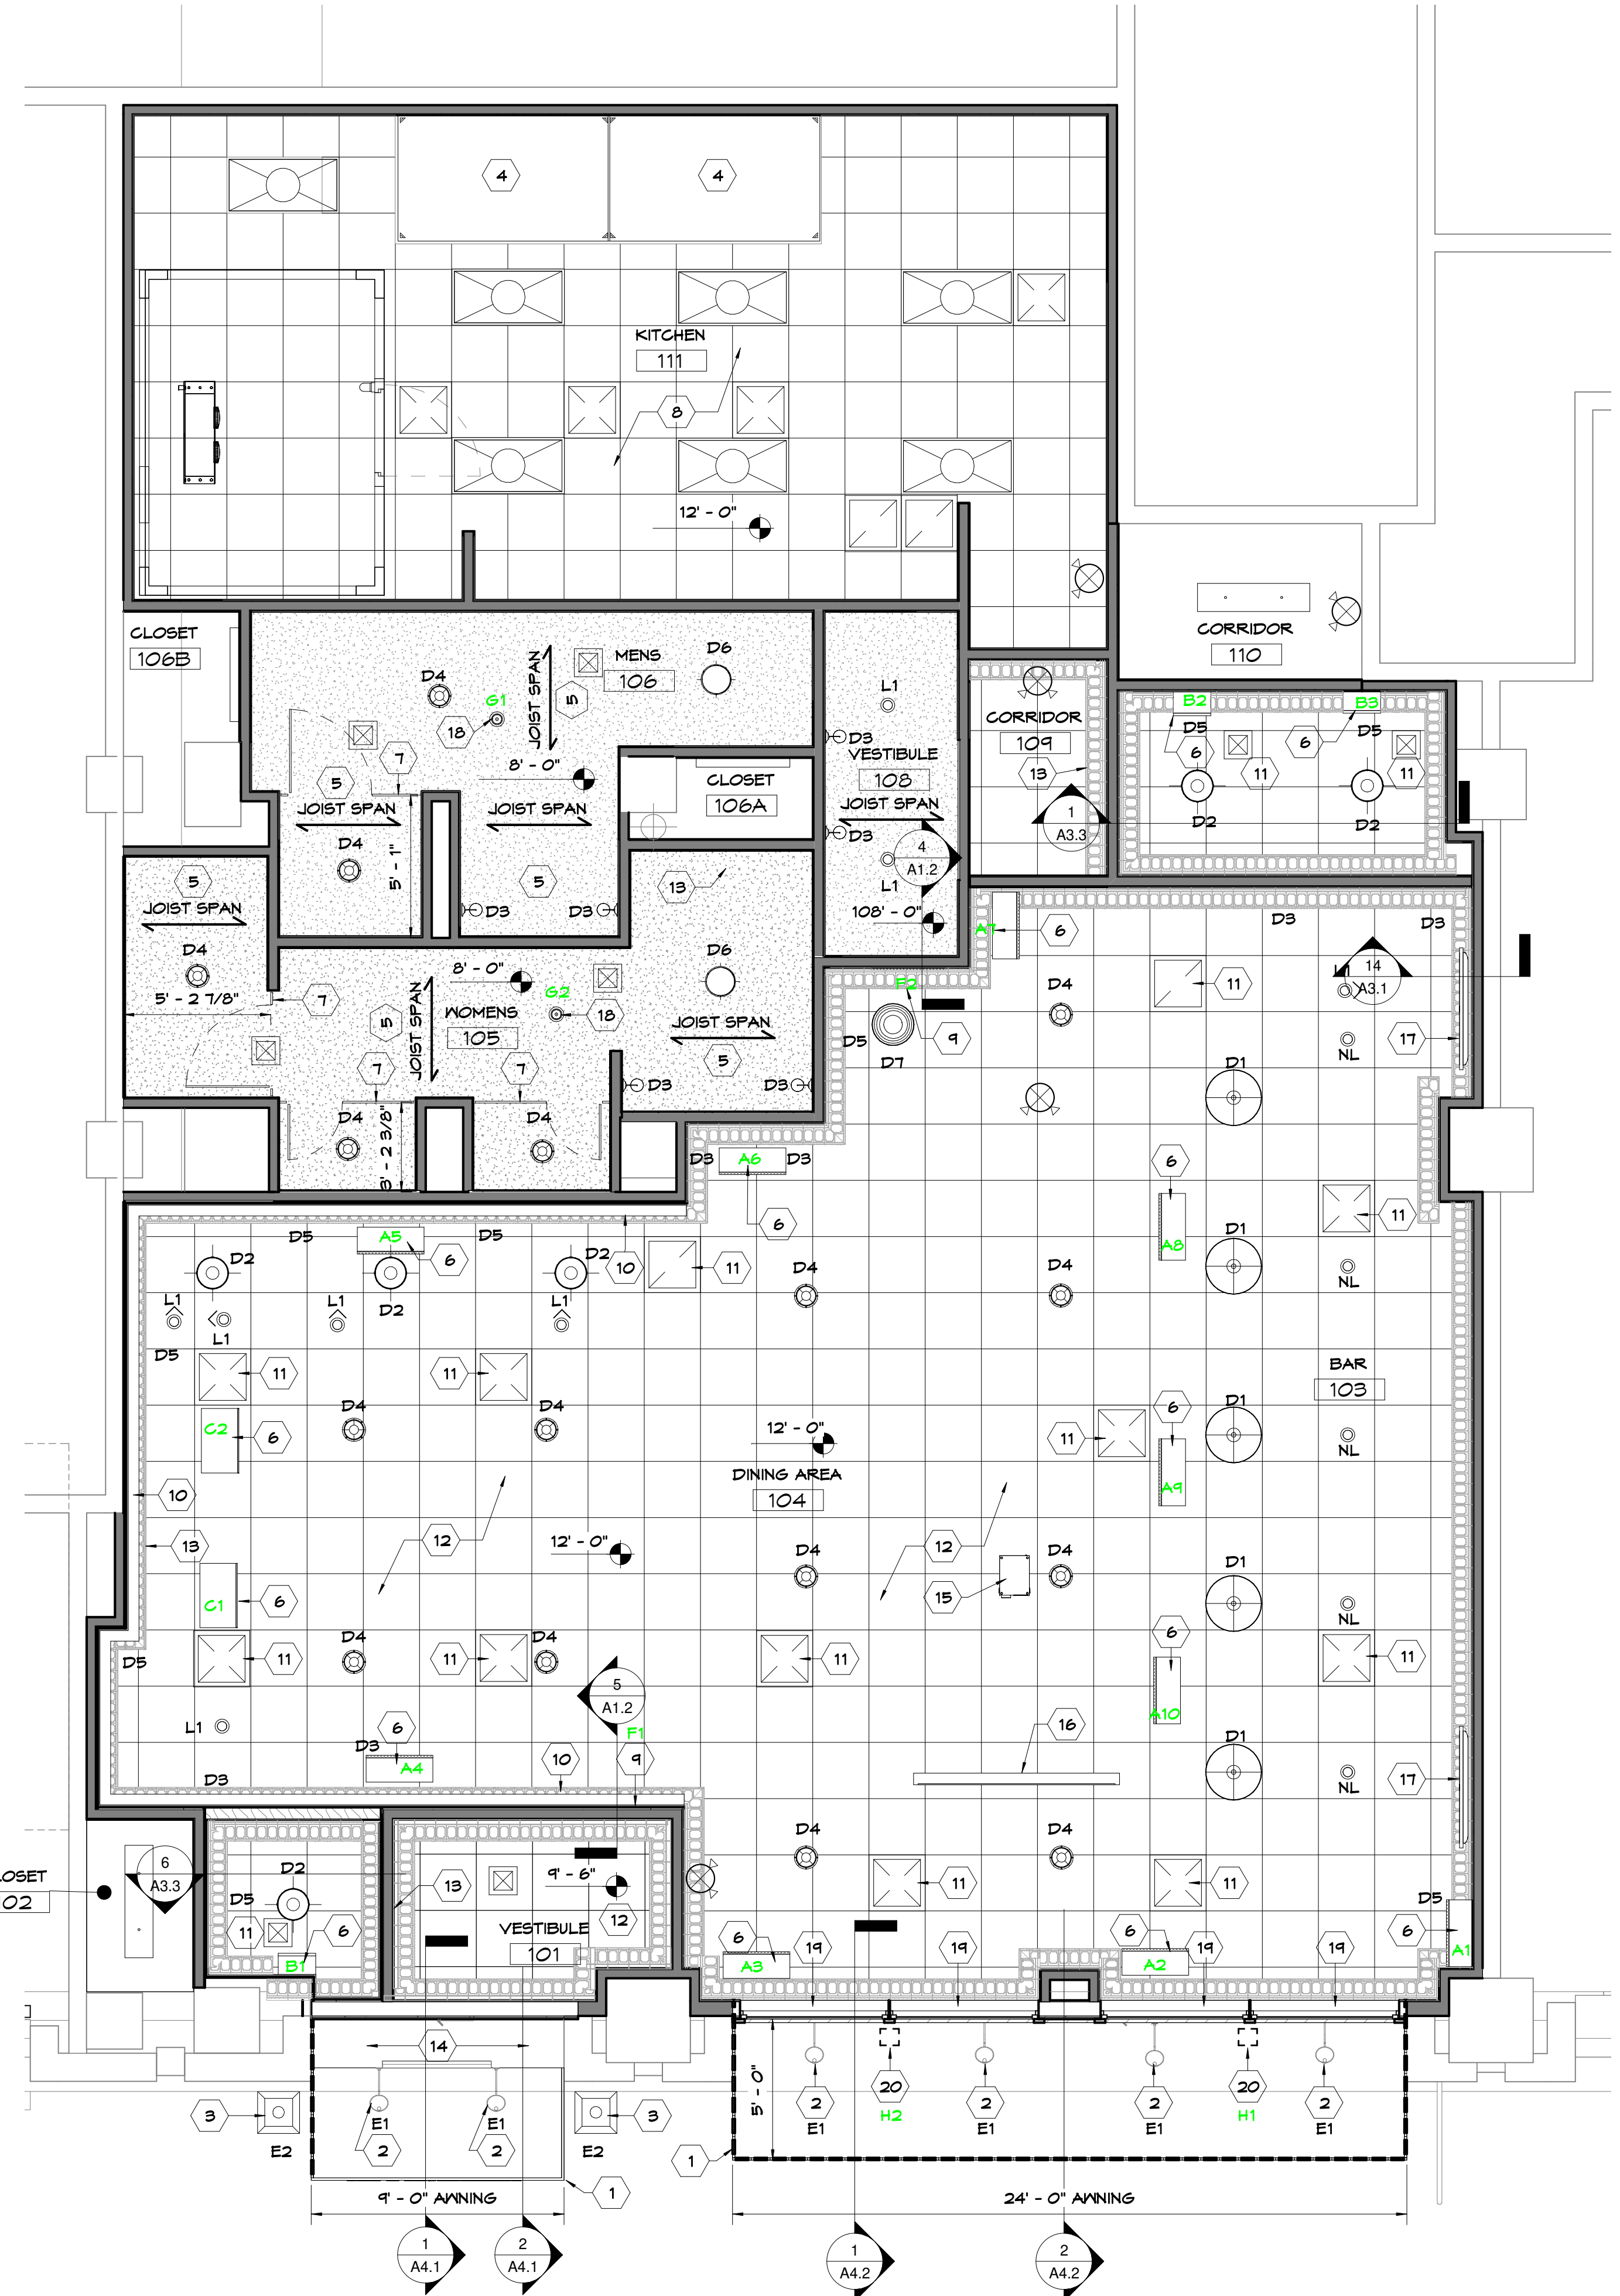 4
4
KITCHEN
111
8
12' - 0"
CLOSET
106B
MENS
106
D6
D4
G1
18
JOIST SPAN
5
5
7
8' - 0"
JOIST SPAN
JOIST SPAN
CLOSET
106A
D4
5' - 1"
5
D3
D3
L1
D3
VESTIBULE
108
JOIST SPAN
D3
4
A1.2
L1
108' - 0"
CORRIDOR
110
CORRIDOR
109
13
1
A3.3
B2
B3
D5
D5
6
6
11
11
D2
D2
5
JOIST SPAN
D4
5' - 2 7/8"
7
8' - 0"
G2
18
WOMENS
105
5
JOIST SPAN
7
7
D4
D4
3' - 2 3/8"
13
D6
JOIST SPAN
5
D3
D3
A7
6
F2
D5
D7
9
D4
11
D3
D3
L1
14
A3.1
NL
17
D1
D3
A6
D3
6
6
A8
D1
11
NL
D5
A5
D5
6
D2
D2
D2
10
11
L1
L1
L1
L1
D5
D4
D4
11
11
C2
6
D4
D4
10
13
C1
6
12
12' - 0"
12' - 0"
DINING AREA
104
BAR
103
6
11
A9
D1
NL
12
15
D4
D4
D1
NL
D5
11
D4
11
D4
11
6
A10
11
L1
5
A1.2
F1
6
D3
A4
10
9
D3
16
D1
NL
17
D4
D4
LOSET
02
6
A3.3
D2
D5
11
6
B1
13
9' - 6"
12
VESTIBULE
101
11
11
D5
6
A1
6
A3
19
19
6
A2
19
19
14
3
E2
E1
2
E1
2
3
E2
1
9' - 0" AWNING
5' - 0"
2
E1
20
H2
2
E1
2
E1
20
H1
2
E1
1
24' - 0" AWNING
1
A4.1
2
A4.1
1
A4.2
2
A4.2